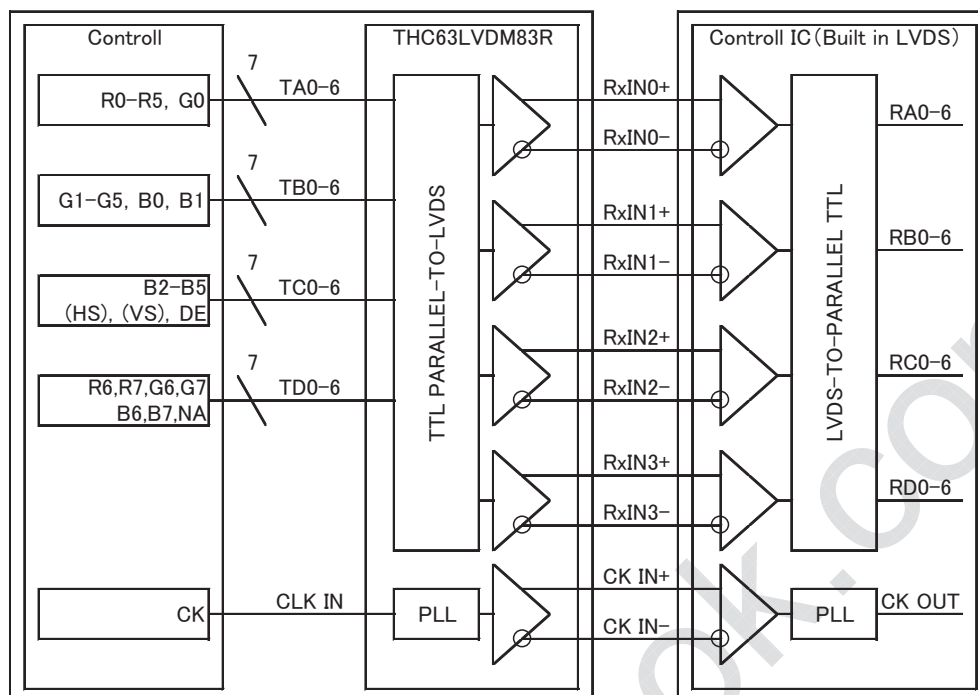 Controll
THC63LVDM83R
Controll IC(Built in LVDS)
R0-R5, G0
7
TA0-6
RxIN0+
RxIN0-
RA0-6
G1-G5, B0, B1
7
TB0-6
RxIN1+
RxIN1-
RB0-6
B2-B5
(HS), (VS), DE
7
TC0-6
RxIN2+
RxIN2-
RC0-6
R6,R7,G6,G7
B6,B7,NA
7
TD0-6
RxIN3+
RxIN3-
RD0-6
TTL PARALLEL-TO-LVDS
LVDS-TO-PARALLEL TTL
CK
CLK IN
PLL
CK IN+
CK IN-
PLL
CK OUT
ok.com